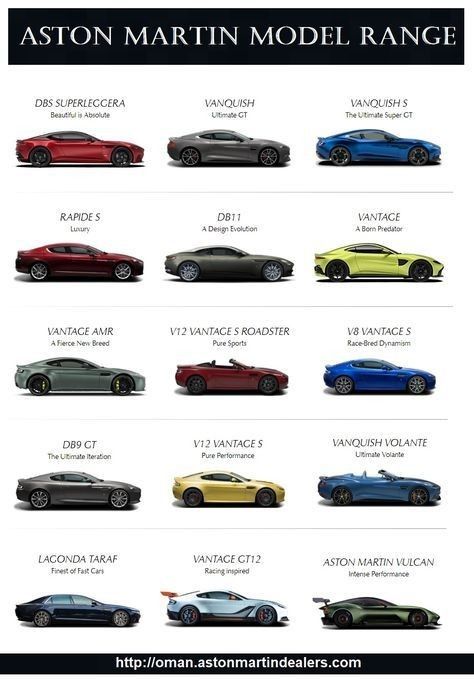 ASTON MARTIN MODEL RANGE
DBS SUPERLEGGERA
Beautiful is Absolute
VANQUISH
Ultimate GT
VANQUISH S
The Ultimate Super GT
RAPIDE S
Luxury
DB11
A Design Evolution
VANTAGE
A Born Predator
VANTAGE AMR
A Fierce New Breed
V12 VANTAGE S ROADSTER
Pure Sports
V8 VANTAGE S
Race-Bred Dynamism
DB9 GT
The Ultimate Iteration
V12 VANTAGE S
Pure Performance
VANQUISH VOLANTE
Ultimate Volante
LAGONDA TARAF
Finest of Fast Cars
VANTAGE GT12
Racing inspired
ASTON MARTIN VULCAN
Intense Performance
http://oman.astonmartindealers.com